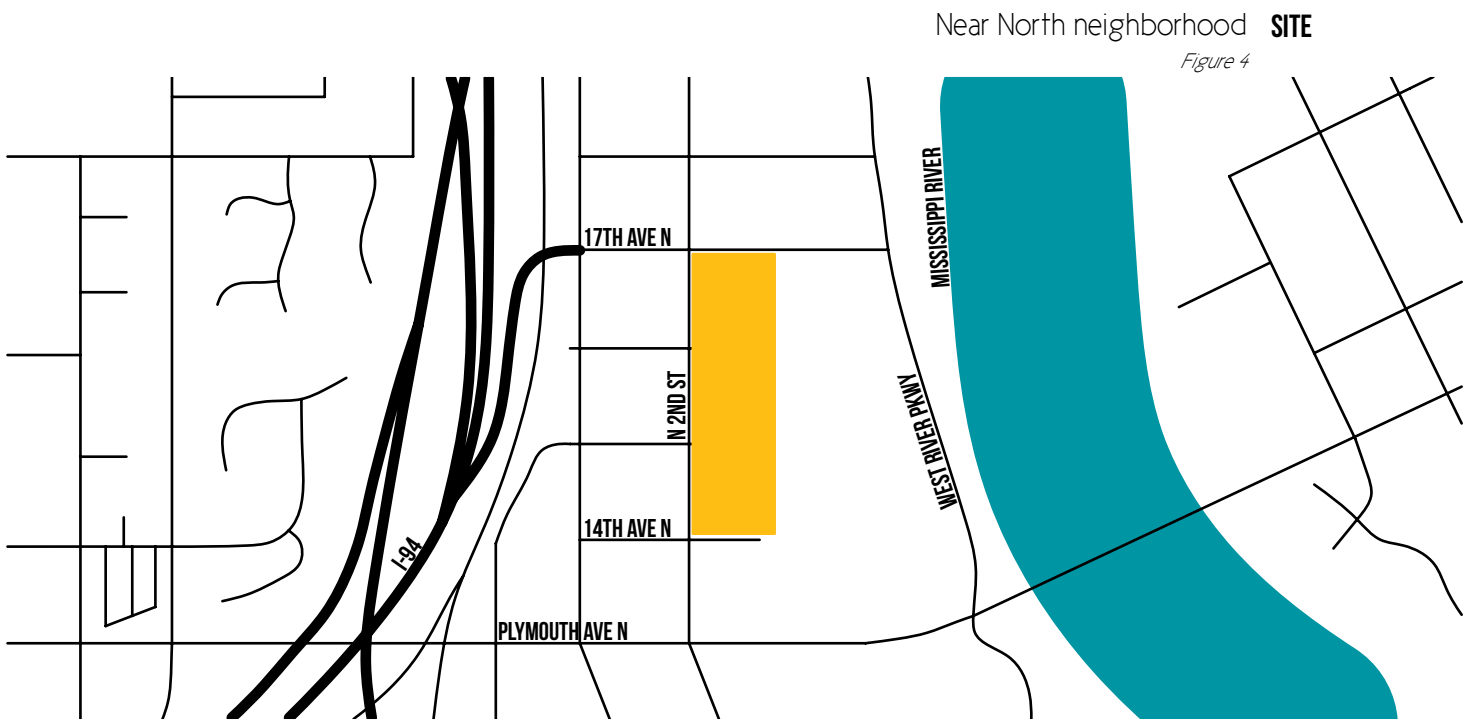 Near North neighborhood SITE
Figure 4
MISSISSIPPI RIVER
17TH AVE N
N 2ND ST
WEST RIVER PKWY
14TH AVE N
I-94
PLYMOUTH AVE N